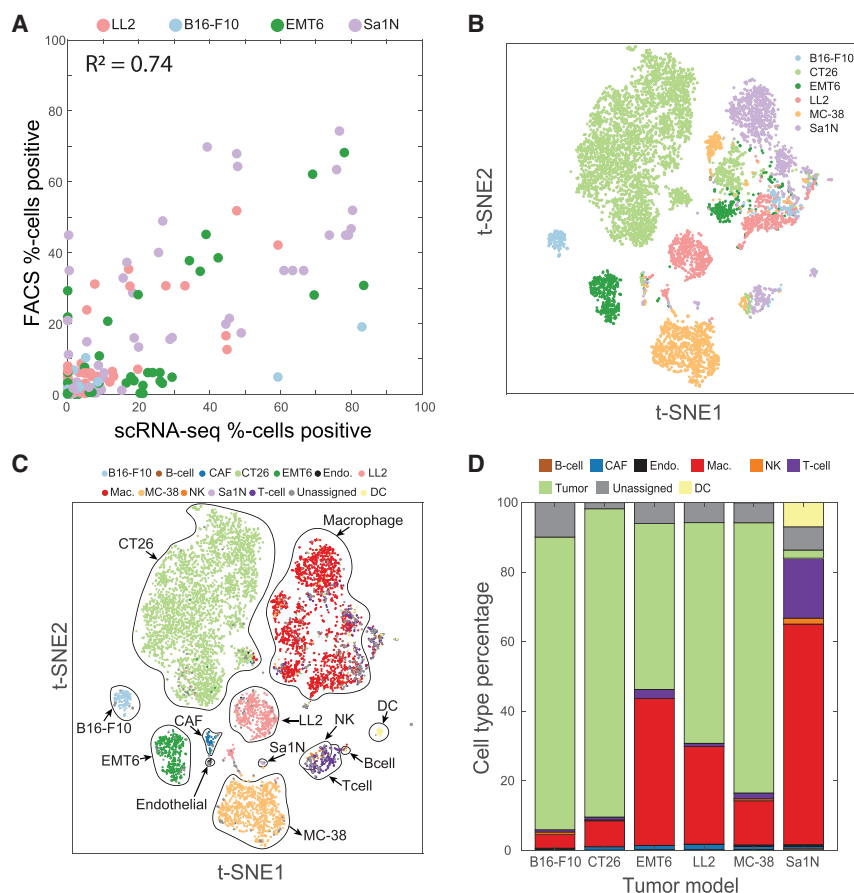 A
LL2 B16-F10 EMT6 Sa1N
R² = 0.74
100
80
60
40
20
0
0 20 40 60 80 100
FACS %-cells positive
scRNA-seq %-cells positive
B
B16-F10
CT26
EMT6
LL2
MC-38
Sa1N
t-SNE2
t-SNE1
C
B16-F10 B-cell CAF CT26 EMT6 Endo. LL2
Mac. MC-38 NK Sa1N T-cell Unassigned DC
Macrophage
CT26
B16-F10
CAF
LL2
NK
DC
EMT6
Sa1N
Bcell
Endothelial
Tcell
MC-38
t-SNE2
t-SNE1
D
B-cell CAF Endo. Mac. NK T-cell
Tumor Unassigned DC
100
80
60
40
20
0
Cell type percentage
B16-F10 CT26 EMT6 LL2 MC-38 Sa1N
Tumor model